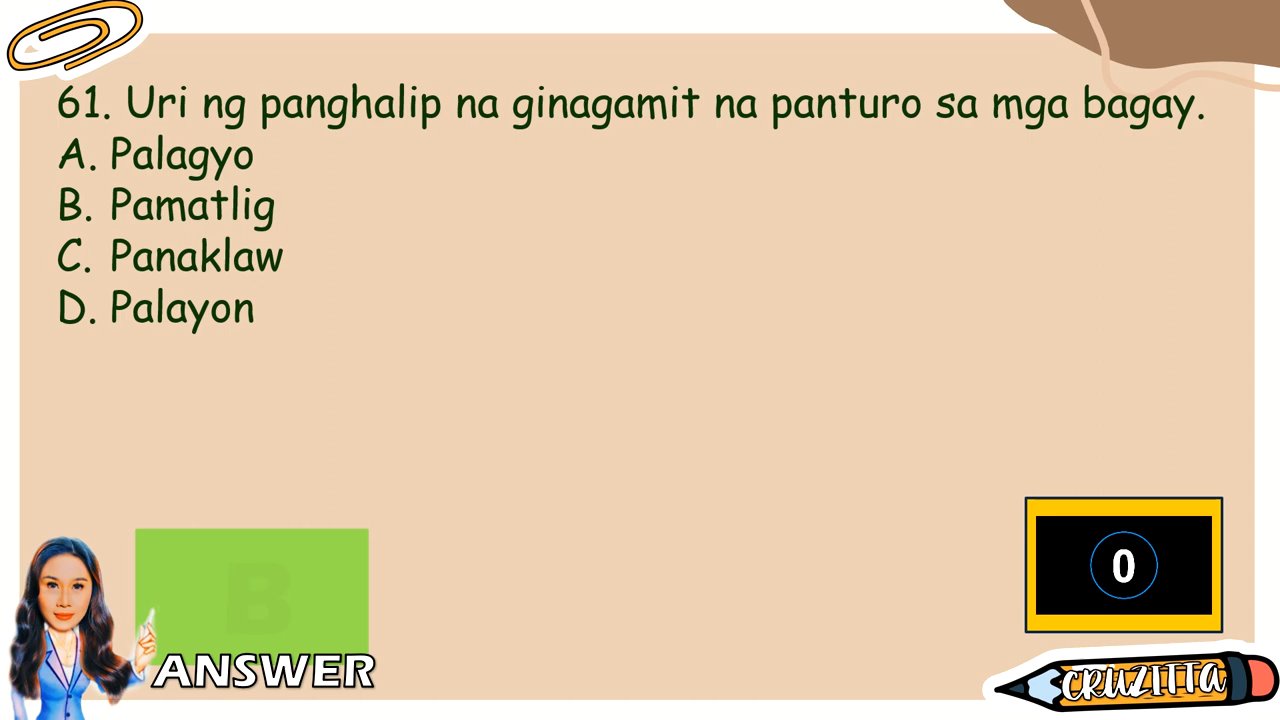 61. Uri ng panghalip na ginagamit na panturo sa mga bagay.
A. Palagyo
B. Pamatlig
C. Panaklaw
D. Palayon
B
0
ANSWER
CRUZITTA